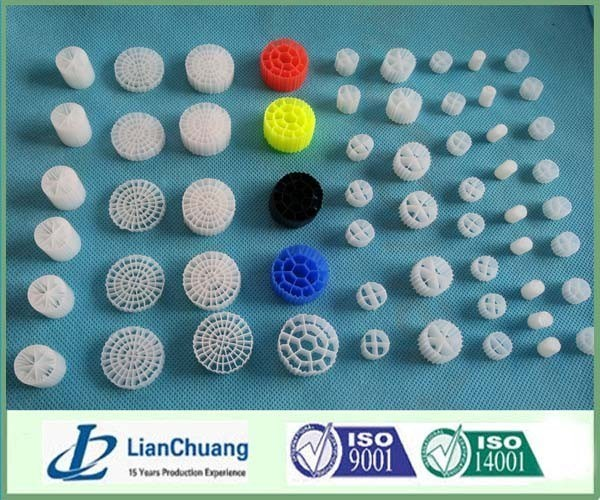 LianChuang
15 Years Production Experience
ISO
9001
ISO
14001